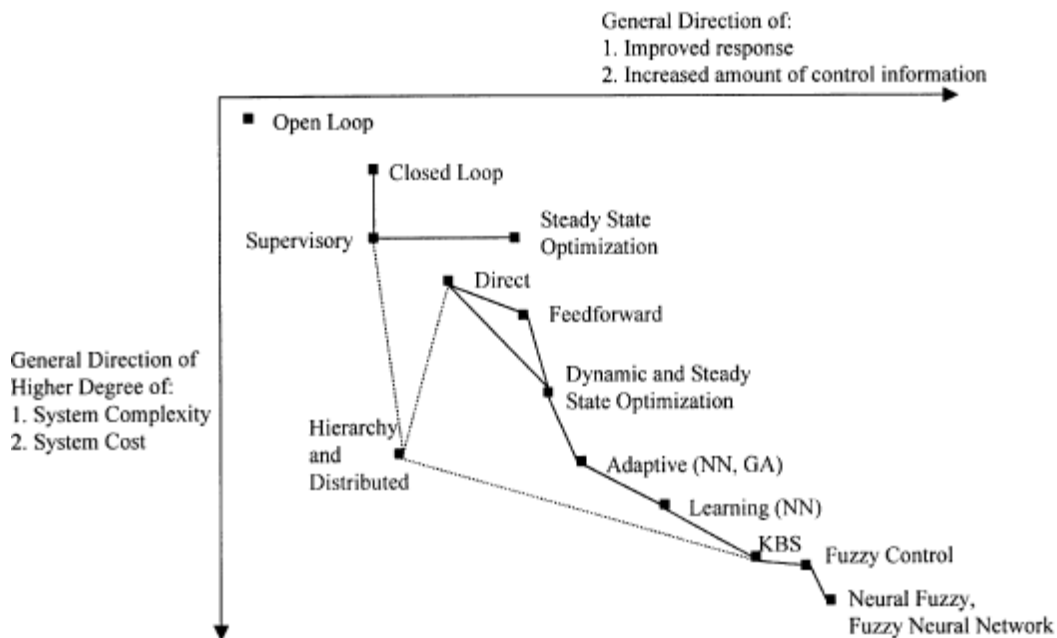 General Direction of:
1. Improved response
2. Increased amount of control information
Open Loop
Closed Loop
Supervisory
Steady State
Optimization
Direct
Feedforward
General Direction of
Higher Degree of:
1. System Complexity
2. System Cost
Dynamic and Steady
State Optimization
Hierarchy
and
Distributed
Adaptive (NN, GA)
Learning (NN)
KBS
Fuzzy Control
Neural Fuzzy,
Fuzzy Neural Network